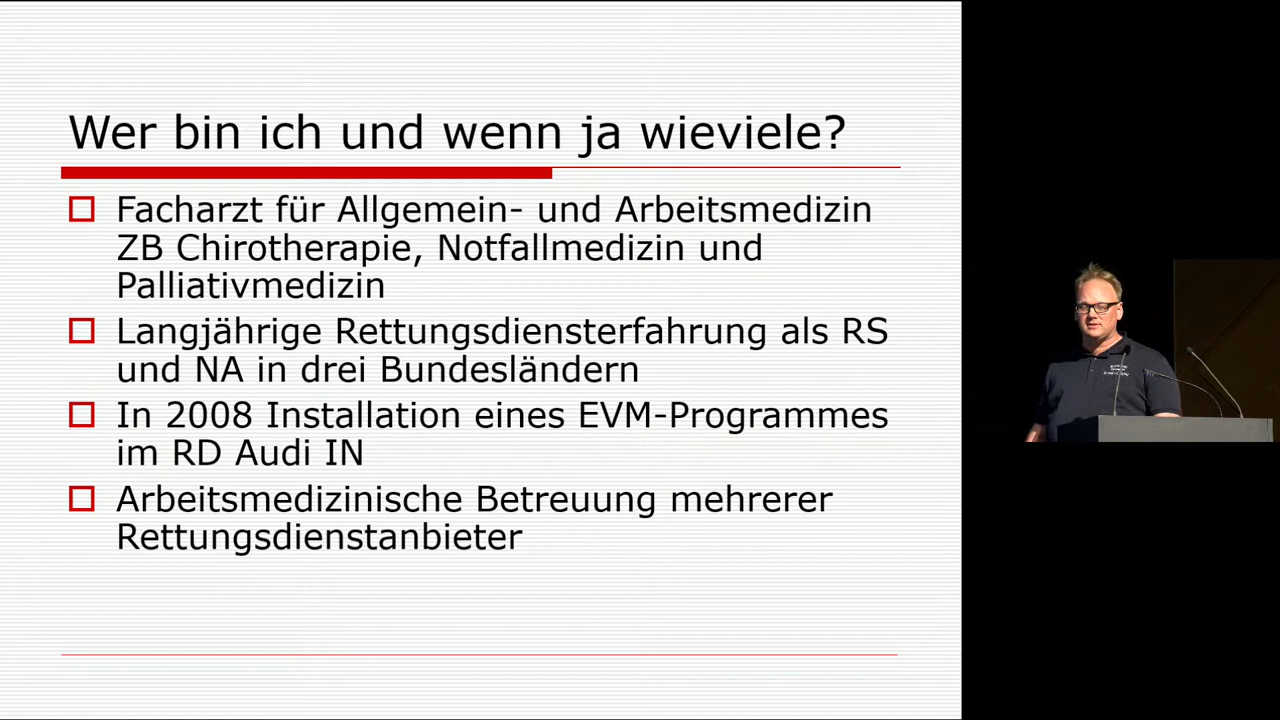 Wer bin ich und wenn ja wieviele?
Facharzt für Allgemein- und Arbeitsmedizin
ZB Chirotherapie, Notfallmedizin und
Palliativmedizin
Langjährige Rettungsdiensterfahrung als RS
und NA in drei Bundesländern
In 2008 Installation eines EVM-Programmes
im RD Audi IN
Arbeitsmedizinische Betreuung mehrerer
Rettungsdienstanbieter